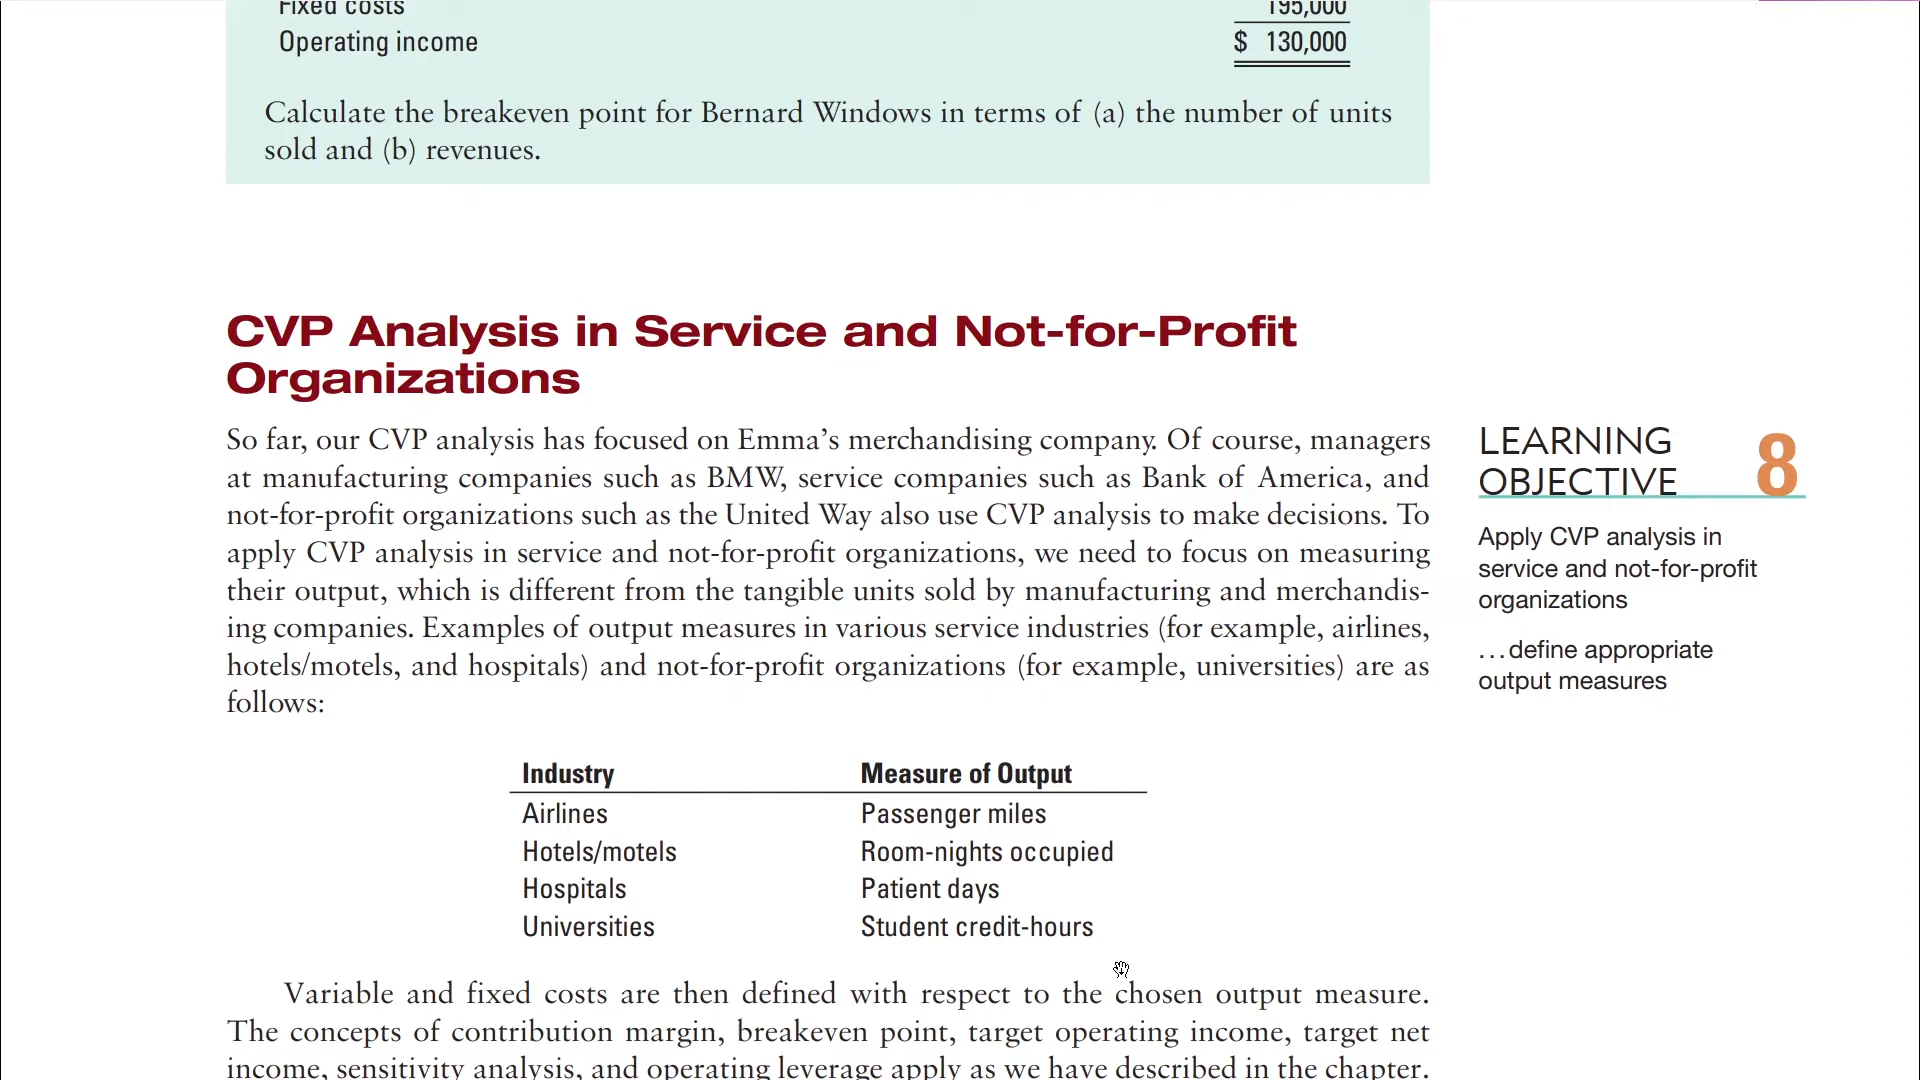 Fixed costs 195,000
Operating income $ 130,000
Calculate the breakeven point for Bernard Windows in terms of (a) the number of units
sold and (b) revenues.
CVP Analysis in Service and Not-for-Profit
Organizations
So far, our CVP analysis has focused on Emma’s merchandising company. Of course, managers
at manufacturing companies such as BMW, service companies such as Bank of America, and
not-for-profit organizations such as the United Way also use CVP analysis to make decisions. To
apply CVP analysis in service and not-for-profit organizations, we need to focus on measuring
their output, which is different from the tangible units sold by manufacturing and merchandis-
ing companies. Examples of output measures in various service industries (for example, airlines,
hotels/motels, and hospitals) and not-for-profit organizations (for example, universities) are as
follows:
LEARNING
OBJECTIVE 8
Apply CVP analysis in
service and not-for-profit
organizations
...define appropriate
output measures
Industry Measure of Output
Airlines Passenger miles
Hotels/motels Room-nights occupied
Hospitals Patient days
Universities Student credit-hours
Variable and fixed costs are then defined with respect to the chosen output measure.
The concepts of contribution margin, breakeven point, target operating income, target net
income, sensitivity analysis, and operating leverage apply as we have described in the chapter.